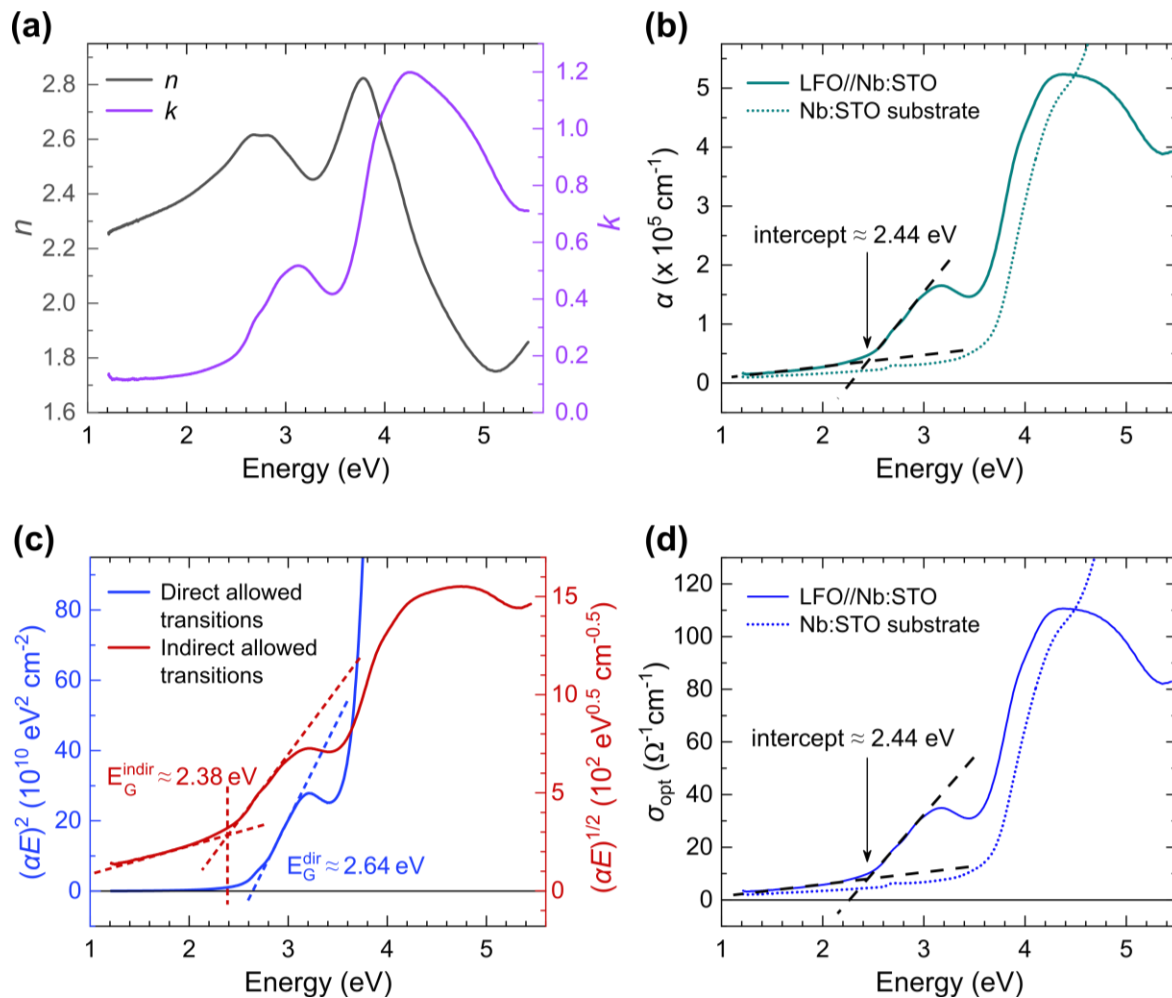 (a)
n
k
2.8
2.6
2.4
2.2
2.0
1.8
1.6
n
1.2
1.0
0.8
0.6
0.4
0.2
0.0
k
1 2 3 4 5
Energy (eV)
(b)
LFO//Nb:STO
Nb:STO substrate
intercept ≈ 2.44 eV
5
4
3
2
1
0
α (x 10⁵ cm⁻¹)
1 2 3 4 5
Energy (eV)
(c)
Direct allowed
transitions
Indirect allowed
transitions
80
60
40
20
0
(αE)² (10¹⁰ eV² cm⁻²)
15
10
5
0
(αE)^1/2 (10² eV^0.5 cm^-0.5)
E_G^indir ≈ 2.38 eV
E_G^dir ≈ 2.64 eV
1 2 3 4 5
Energy (eV)
(d)
LFO//Nb:STO
Nb:STO substrate
intercept ≈ 2.44 eV
120
100
80
60
40
20
0
σ_opt (Ω⁻¹cm⁻¹)
1 2 3 4 5
Energy (eV)